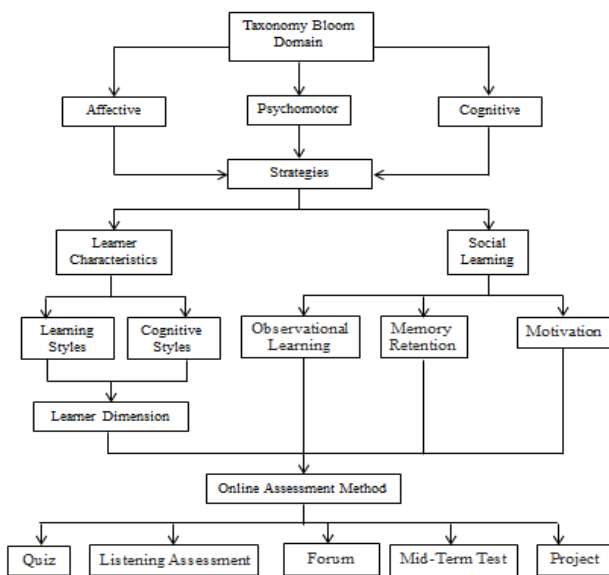 Taxonomy Bloom
Domain
Affective
Psychomotor
Cognitive
Strategies
Learner
Characteristics
Social
Learning
Learning
Styles
Cognitive
Styles
Observational
Learning
Memory
Retention
Motivation
Learner Dimension
Online Assessment Method
Quiz
Listening Assessment
Forum
Mid-Term Test
Project